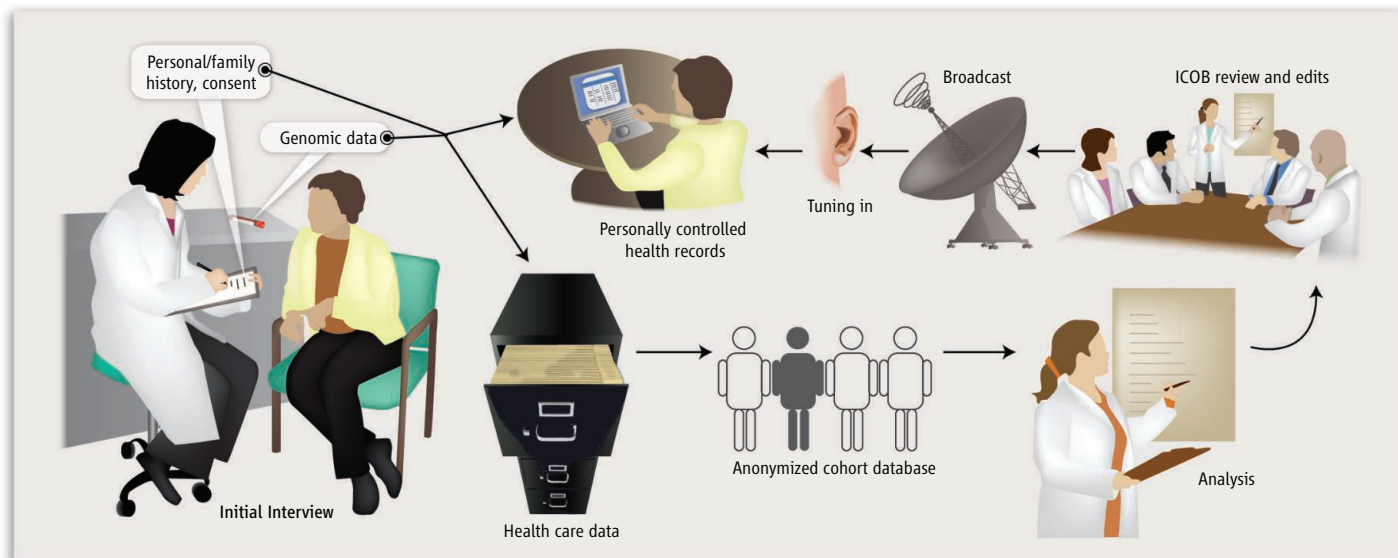 Personal/family
history, consent
Genomic data
Initial Interview
Personally controlled
health records
Tuning in
Broadcast
ICOB review and edits
Health care data
Anonymized cohort database
Analysis